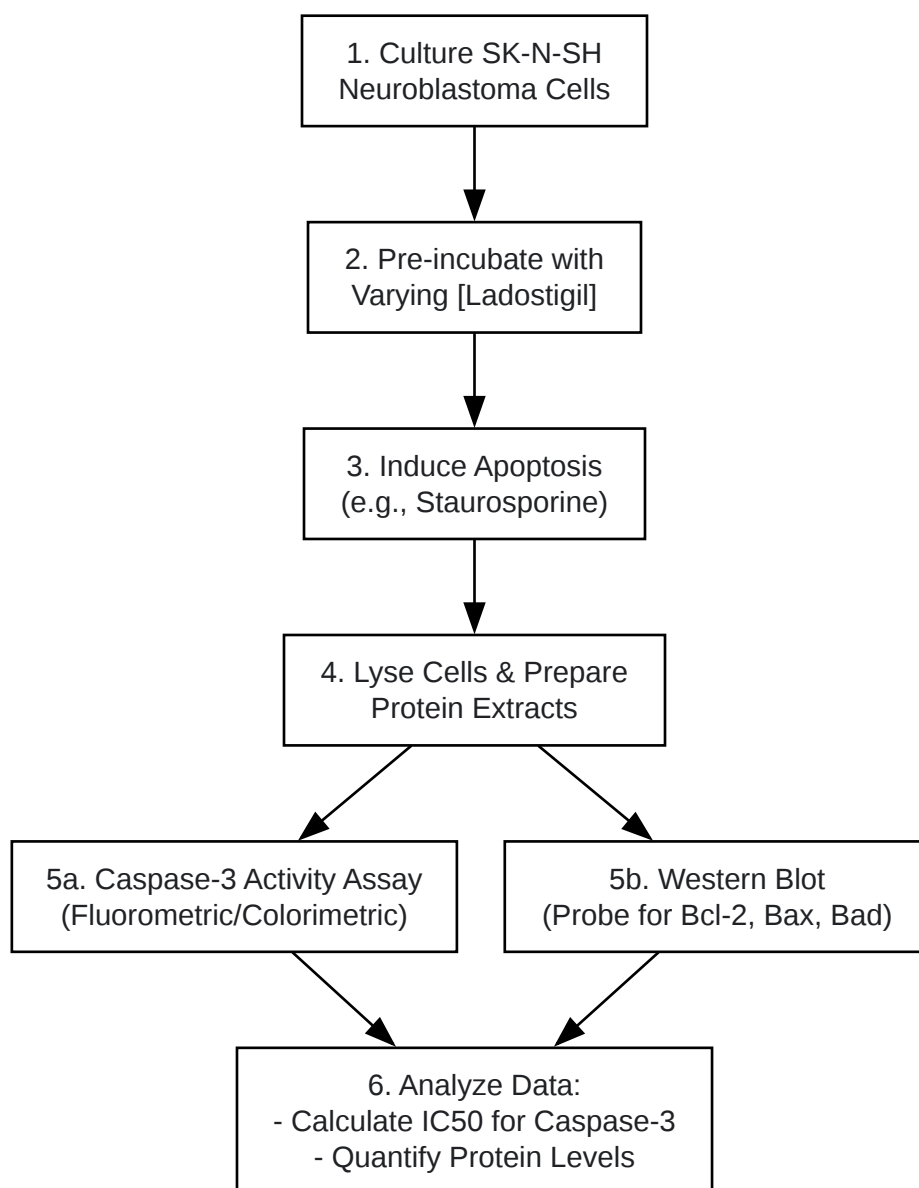 1. Culture SK-N-SH
Neuroblastoma Cells
2. Pre-incubate with
Varying [Ladostigil]
3. Induce Apoptosis
(e.g., Staurosporine)
4. Lyse Cells & Prepare
Protein Extracts
5a. Caspase-3 Activity Assay
(Fluorometric/Colorimetric)
5b. Western Blot
(Probe for Bcl-2, Bax, Bad)
6. Analyze Data:
- Calculate IC50 for Caspase-3
- Quantify Protein Levels